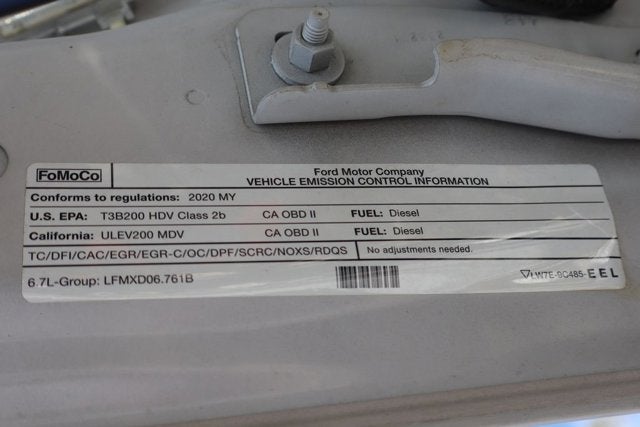 FoMoCo
Ford Motor Company
VEHICLE EMISSION CONTROL INFORMATION
Conforms to regulations: 2020 MY
U.S. EPA: T3B200 HDV Class 2b CA OBD II FUEL: Diesel
California: ULEV200 MDV CA OBD II FUEL: Diesel
TC/DFI/CAC/EGR/EGR-C/OC/DPF/SCRC/NOXS/RDQS No adjustments needed.
6.7L-Group: LFMXD06.761B LW7E-9C485-EEL